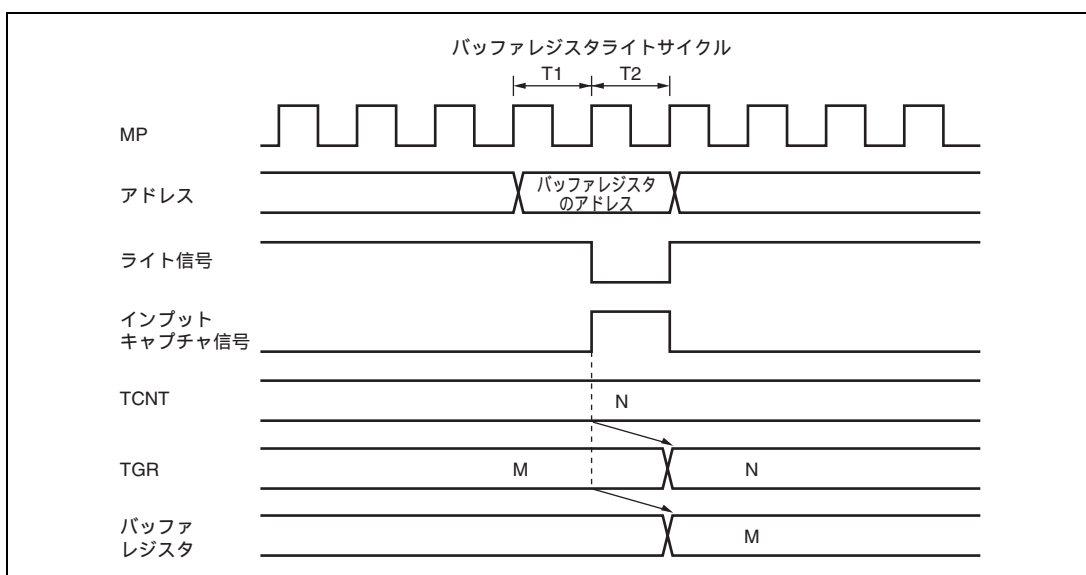 バッファレジスタライトサイクル
T1 T2
MP
アドレス
バッファレジスタ
のアドレス
ライト信号
インプット
キャプチャ信号
TCNT
N
TGR
M N
バッファ
レジスタ
M